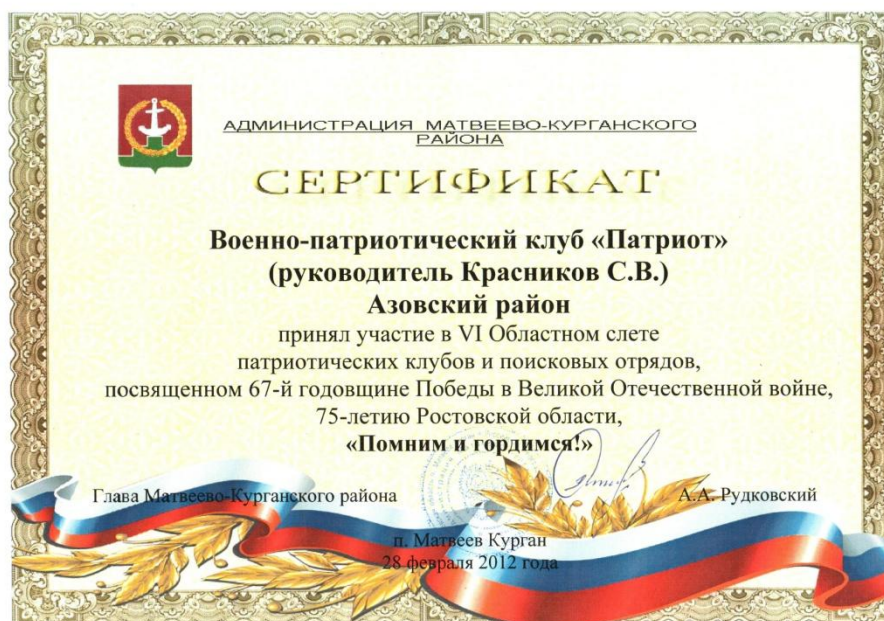 АДМИНИСТРАЦИЯ МАТВЕЕВО-КУРГАНСКОГО
РАЙОНА
СЕРТИФИКАТ
Военно-патриотический клуб «Патриот»
(руководитель Красников С.В.)
Азовский район
принял участие в VI Областном слете
патриотических клубов и поисковых отрядов,
посвященном 67-й годовщине Победы в Великой Отечественной войне,
75-летию Ростовской области,
«Помним и гордимся!»
Глава Матвеево-Курганского района А.А. Рудковский
п. Матвеев Курган
28 февраля 2012 года